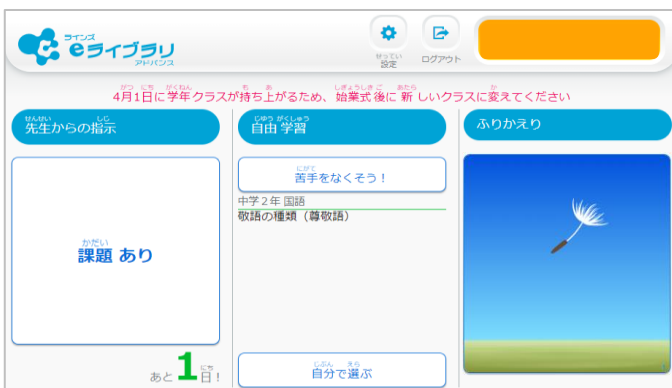 ラインズ
eライブラリ
アドバンス
せってい
設定
ログアウト
がつ にち がくねん も あ しぎょうしきご あたら か
4月1日に学年クラスが持ち上がるため、始業式後に新しいクラスに変えてください
せんせい しじ
先生からの指示
じゆう がくしゅう
自由 学習
ふりかえり
かだい
課題 あり
にち
あと1日!
にがて
苦手をなくそう!
中学2年 国語
敬語の種類(尊敬語)
じぶん えら
自分で選ぶ